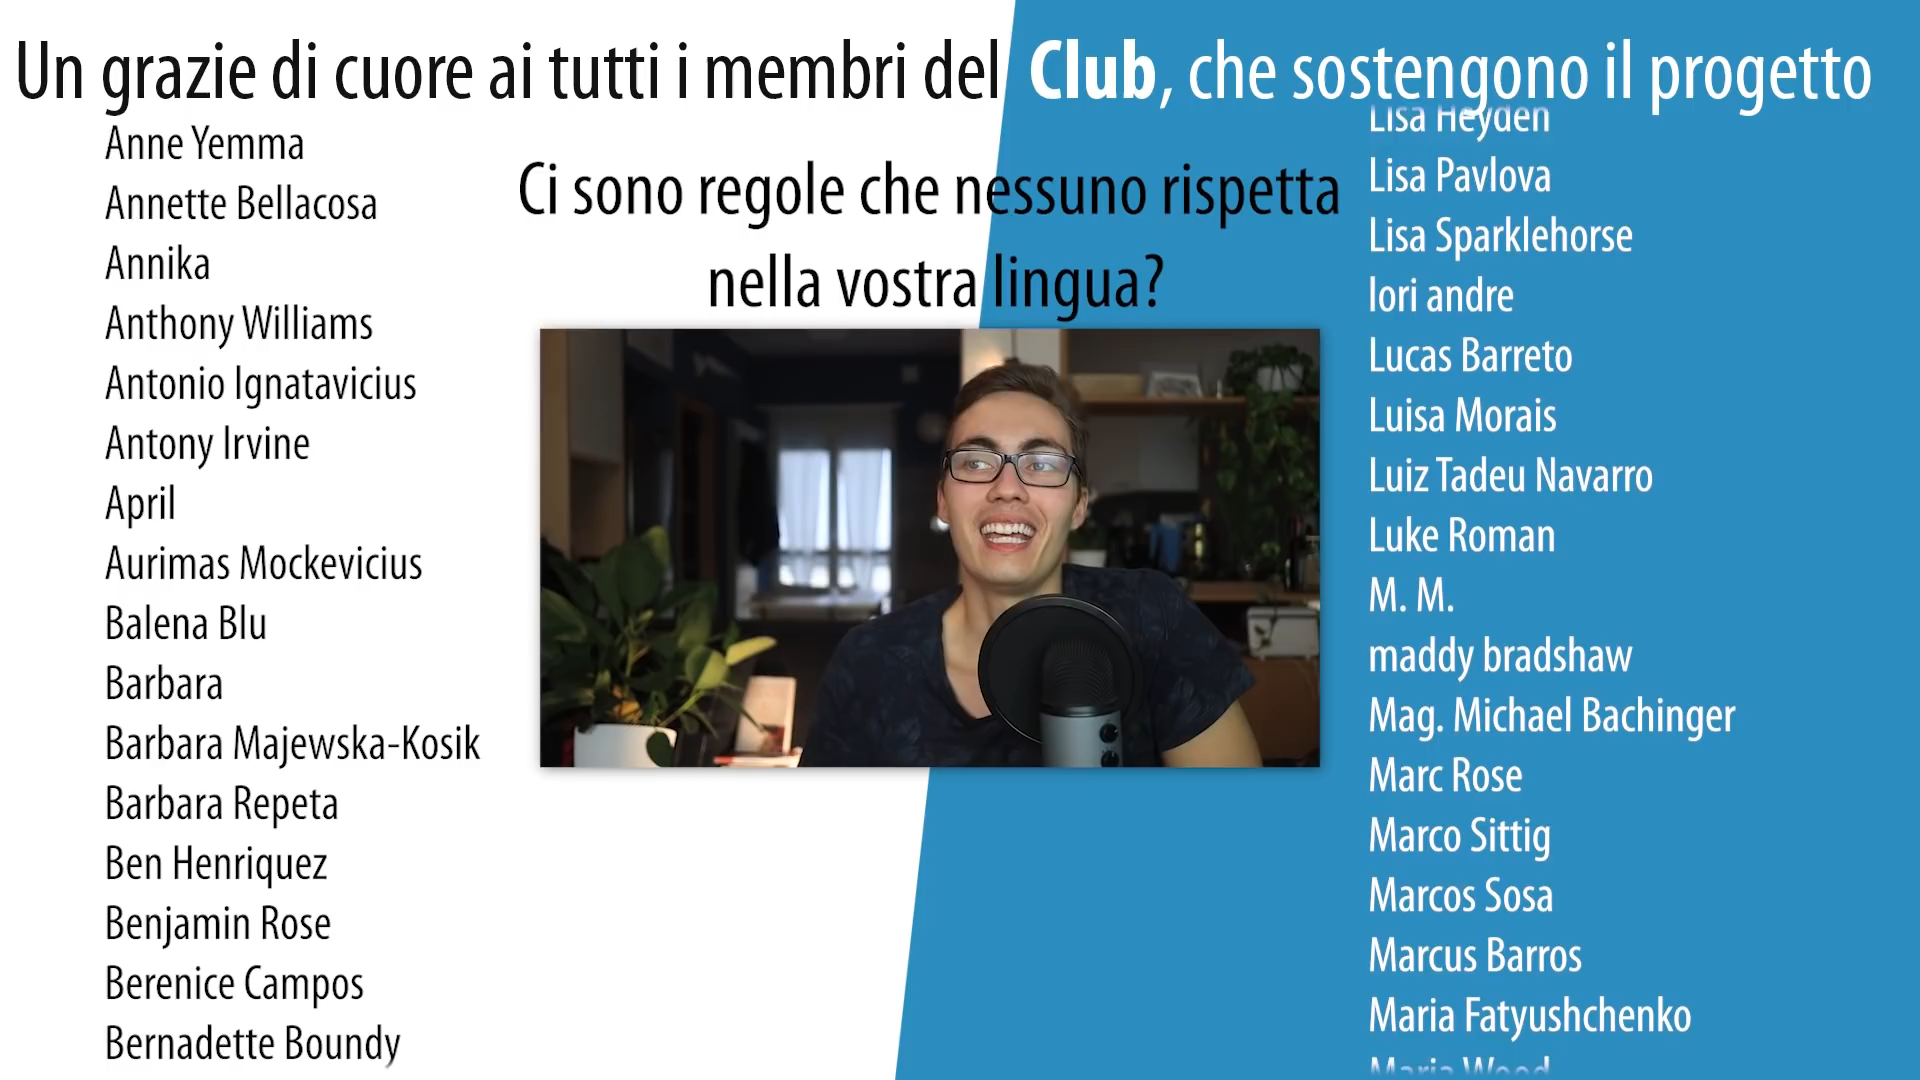 Un grazie di cuore ai tutti i membri del Club, che sostengono il progetto
Ci sono regole che nessuno rispetta
nella vostra lingua?
Anne Yemma
Annette Bellacosa
Annika
Anthony Williams
Antonio Ignatavicius
Antony Irvine
April
Aurimas Mockevicius
Balena Blu
Barbara
Barbara Majewska-Kosik
Barbara Repeta
Ben Henriquez
Benjamin Rose
Berenice Campos
Bernadette Boundy
Lisa Heyden
Lisa Pavlova
Lisa Sparklehorse
lori andre
Lucas Barreto
Luisa Morais
Luiz Tadeu Navarro
Luke Roman
M. M.
maddy bradshaw
Mag. Michael Bachinger
Marc Rose
Marco Sittig
Marcos Sosa
Marcus Barros
Maria Fatyushchenko
Maria Wood